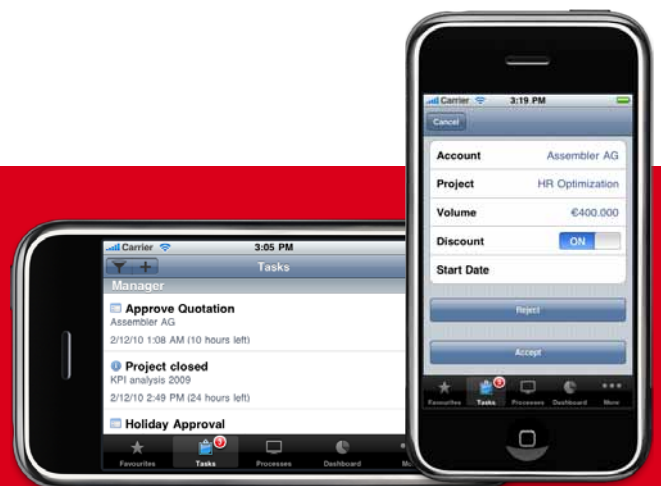 Carrier 3:19 PM
Cancel
Account Assembler AG
Project HR Optimization
Volume €400.000
Discount ON
Start Date
Reject
Accept
Favourites Tasks Processes Dashboard More
Carrier 3:05 PM
Tasks
Manager
Approve Quotation
Assembler AG
2/12/10 1:08 AM (10 hours left)
Project closed
KPI analysis 2009
2/12/10 2:49 PM (24 hours left)
Holiday Approval
Favourites Tasks Processes Dashboard